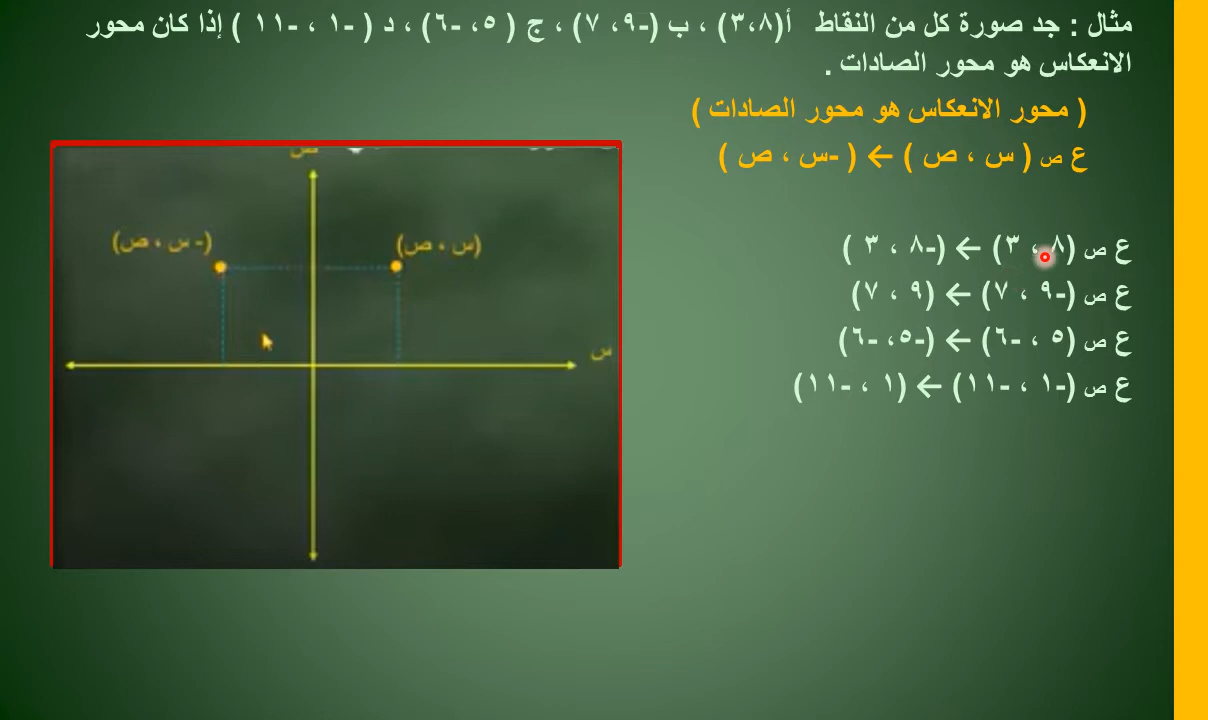 مثال : جد صورة كل من النقاط أ(٣،٨) ، ب (-٩، ٧) ، ج ( ٥، -٦) ، د ( -١ ، -١١ ) إذا كان محور
الانعكاس هو محور الصادات .
( محور الانعكاس هو محور الصادات )
ع ص ( س ، ص ) ← ( -س ، ص )
ع ص (٨ ، ٣) ← (-٨ ، ٣ )
ع ص (-٩ ، ٧) ← (٩ ، ٧)
ع ص (٥ ، -٦) ← (-٥، -٦)
ع ص (-١ ، -١١) ← (١ ، -١١)
ص
(س ، ص)
(- س ، ص)
س